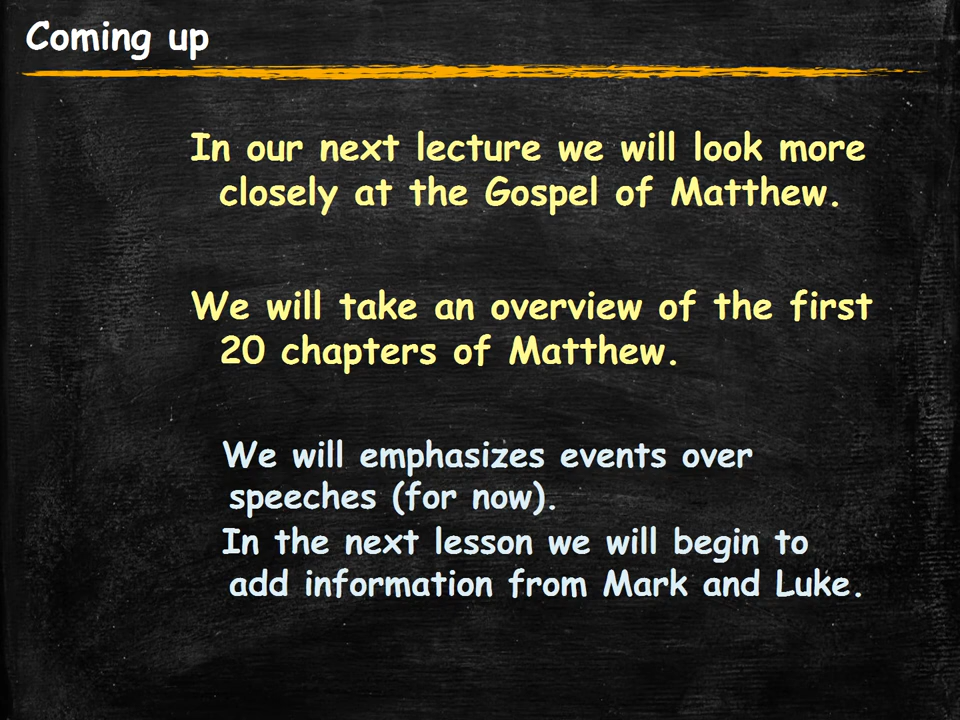 Coming up
In our next lecture we will look more
closely at the Gospel of Matthew.
We will take an overview of the first
20 chapters of Matthew.
We will emphasizes events over
speeches (for now).
In the next lesson we will begin to
add information from Mark and Luke.